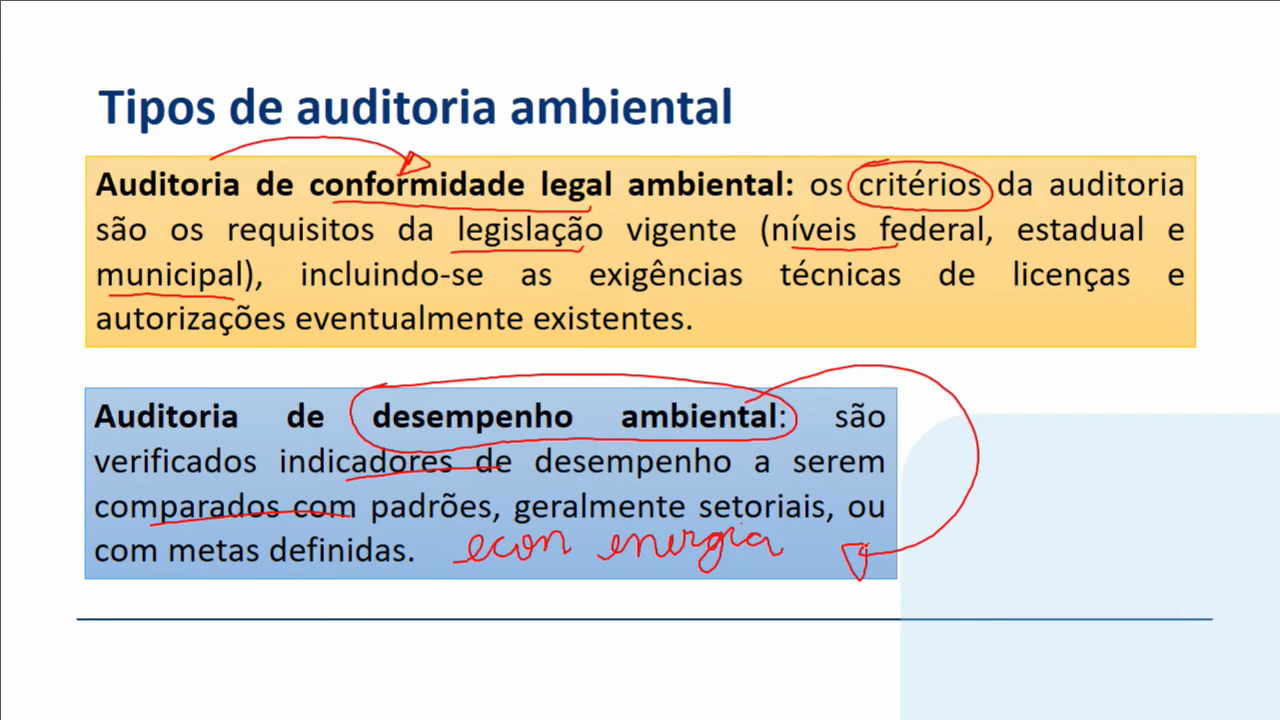 Tipos de auditoria ambiental
Auditoria de conformidade legal ambiental: os critérios da auditoria
são os requisitos da legislação vigente (níveis federal, estadual e
municipal), incluindo-se as exigências técnicas de licenças e
autorizações eventualmente existentes.
Auditoria de desempenho ambiental: são
verificados indicadores de desempenho a serem
comparados com padrões, geralmente setoriais, ou
com metas definidas. econ energia